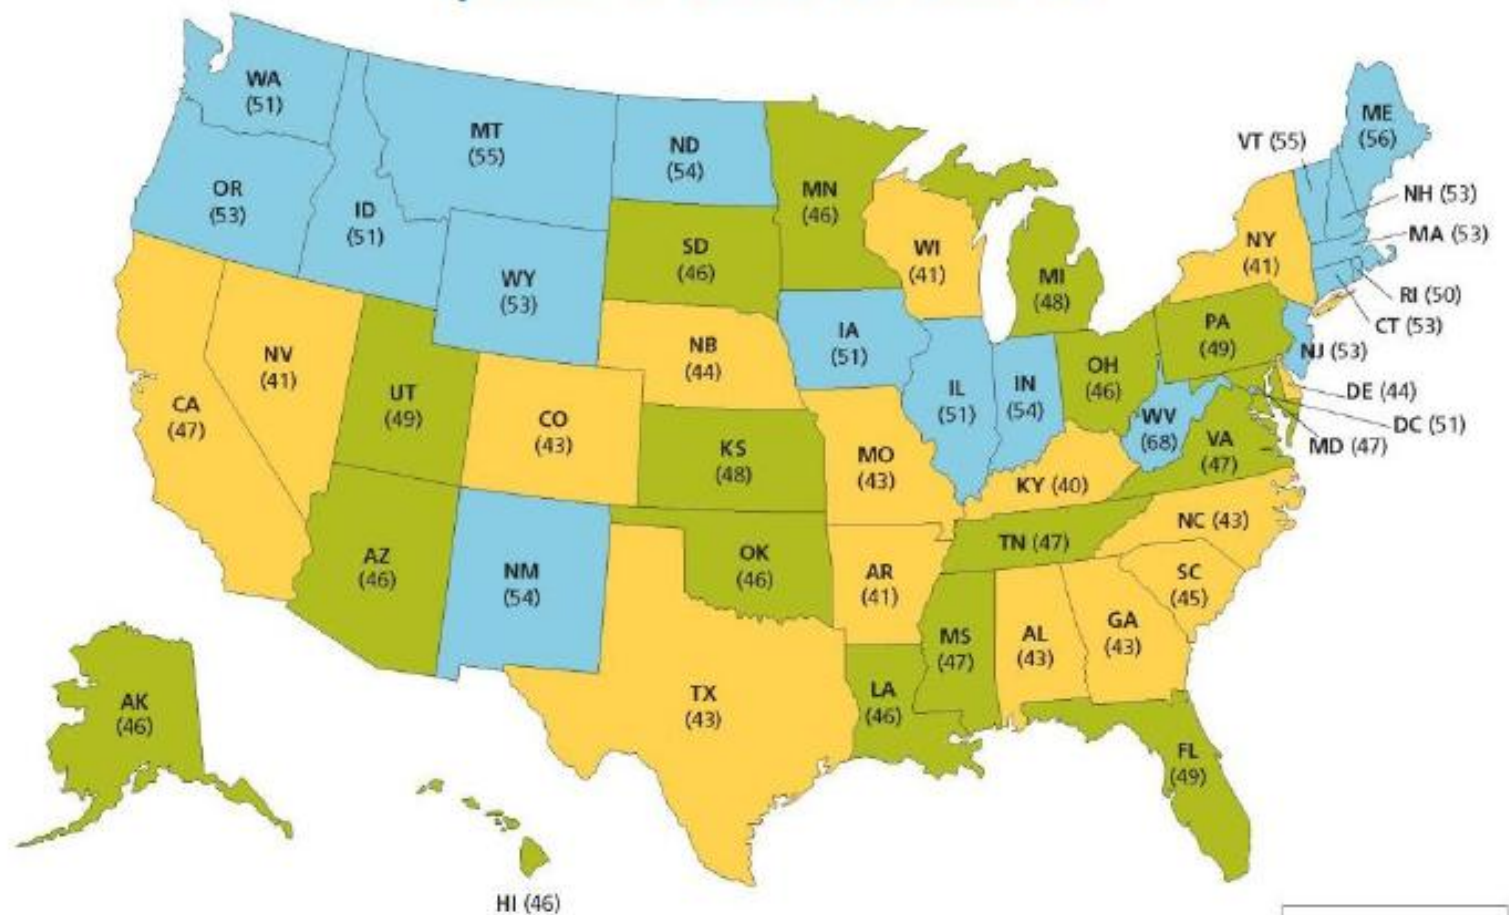 WA
(51)
MT
(55)
ND
(54)
MN
(46)
VT (55)
ME
(56)
OR
(53)
ID
(51)
NH (53)
MA (53)
SD
(46)
WI
(41)
NY
(41)
WY
(53)
MI
(48)
RI (50)
CT (53)
IA
(51)
PA
(49)
NJ (53)
NV
(41)
NB
(44)
OH
(46)
DE (44)
CA
(47)
UT
(49)
CO
(43)
IL
(51)
IN
(54)
WV
(68)
DC (51)
MD (47)
VA
(47)
KS
(48)
MO
(43)
KY (40)
NC (43)
TN (47)
AZ
(46)
NM
(54)
OK
(46)
AR
(41)
SC
(45)
MS
(47)
AL
(43)
GA
(43)
AK
(46)
TX
(43)
LA
(46)
FL
(49)
HI (46)